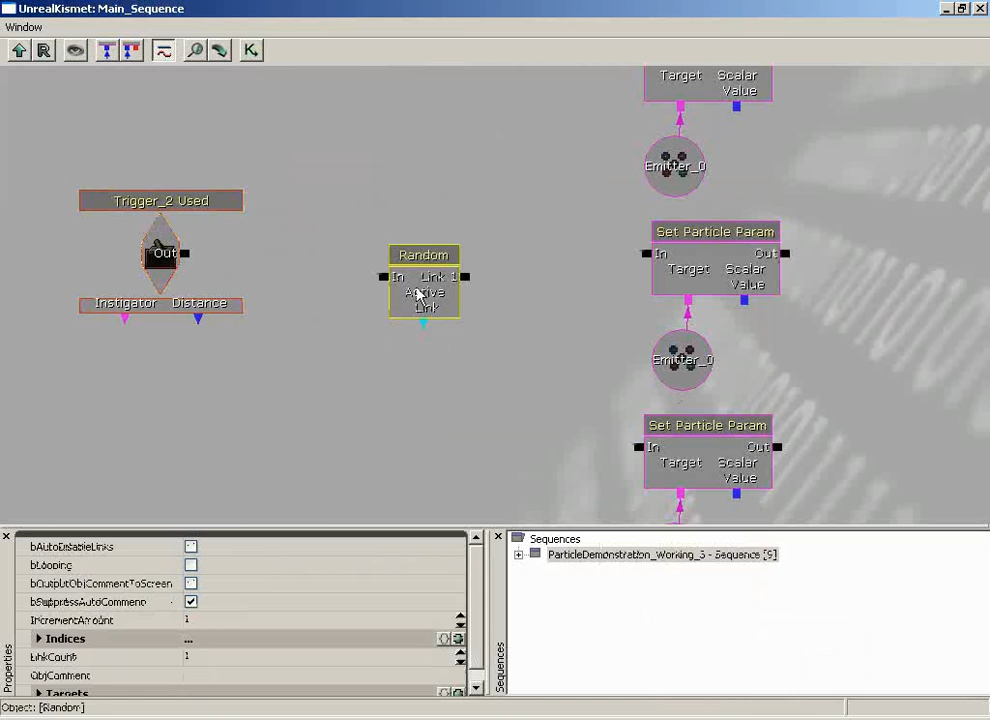 UnrealKismet: Main_Sequence
Window
Target Scalar Value
Emitter_0
Trigger_2 Used
Out
Instigator Distance
Random
In Link 1
Active
Link
Set Particle Param
In Out
Target Scalar
Value
Emitter_0
Set Particle Param
In Out
Target Scalar
Value
bAutoDisableLinks
bLooping
bOutputObjCommentToScreen
bSuppressAutoComment
IncrementAmount 1
Indices ...
LinkCount 1
ObjComment
Targets
Properties
Sequences
Sequences
ParticleDemonstration_Working_3 - Sequence [9]
Object: [Random]